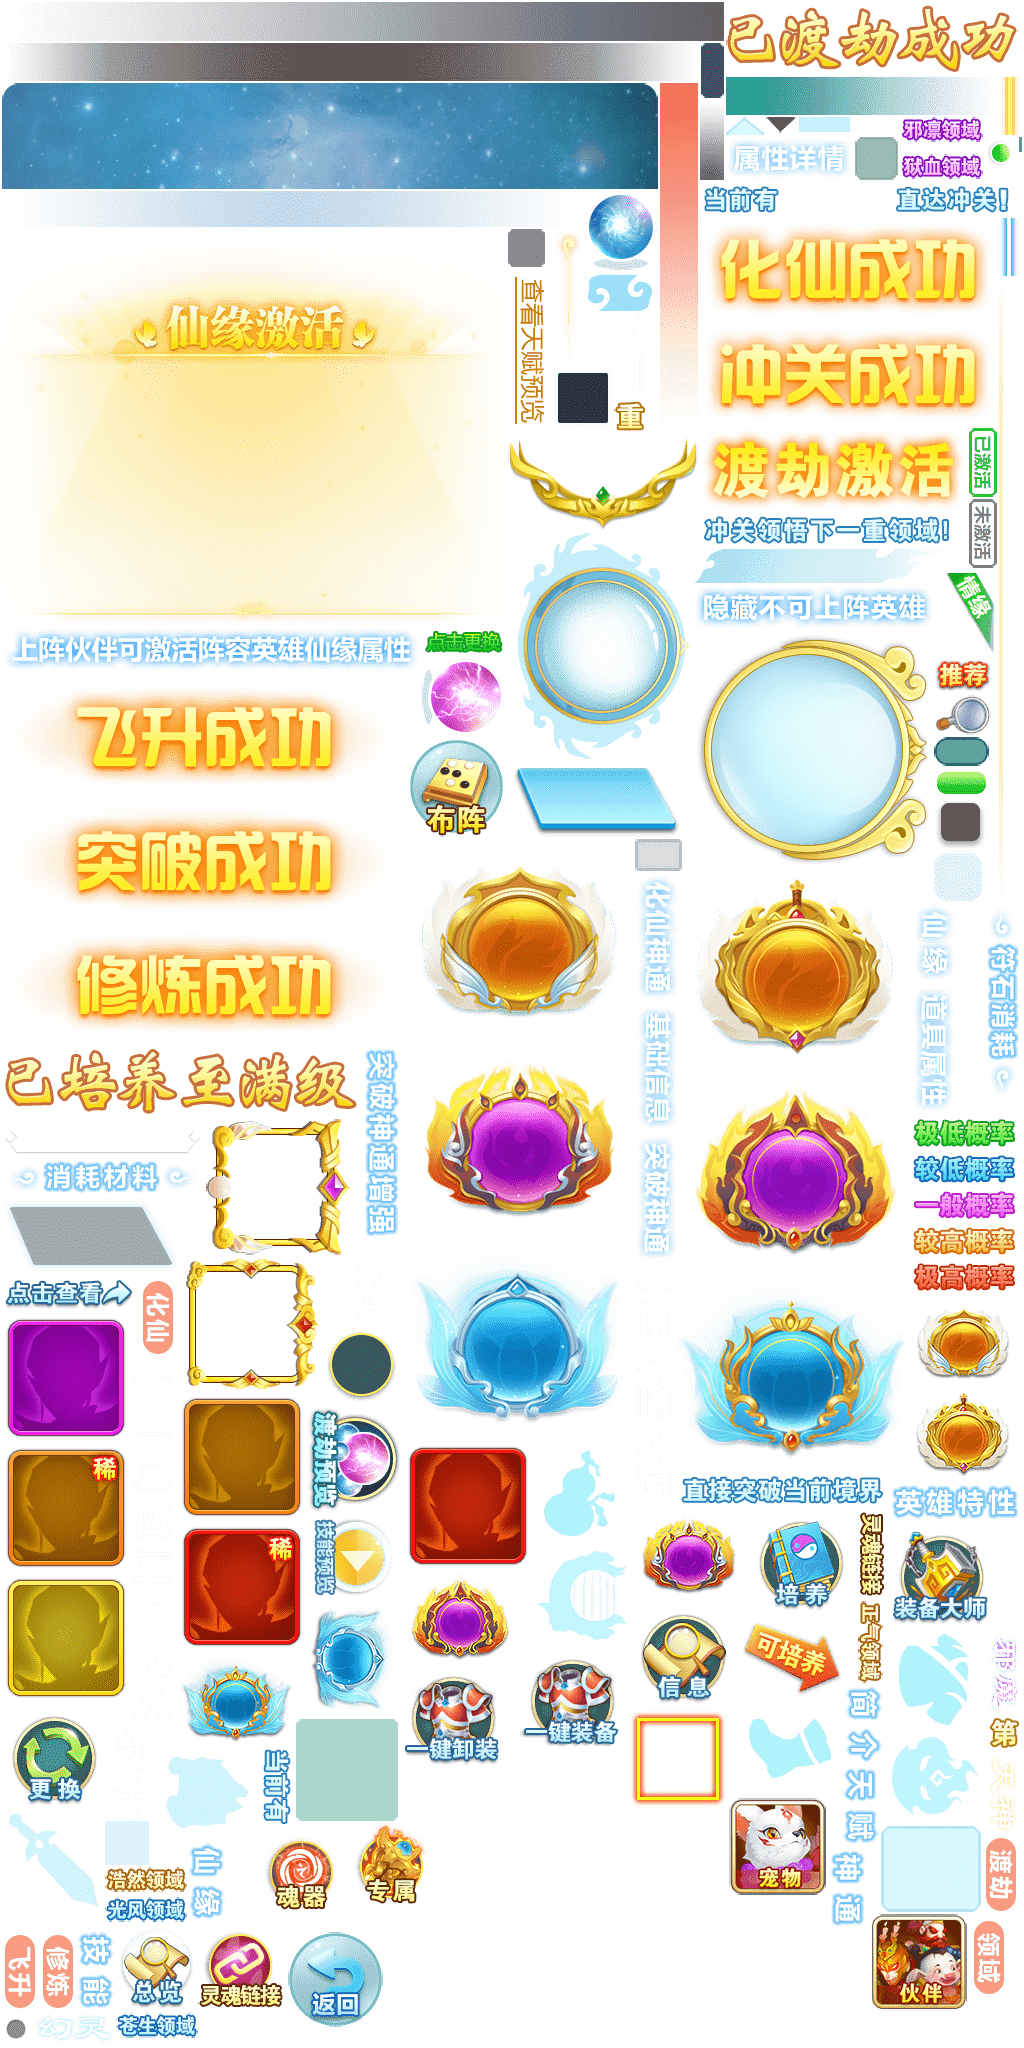 已渡劫成功
邪凛领域
属性详情
狱血领域
当前有
直达冲关!
化仙成功
查看天赋预览
仙缘激活
冲关成功
重
渡劫激活
已激活
未激活
冲关领悟下一重领域!
情缘
隐藏不可上阵英雄
上阵伙伴可激活阵容英雄仙缘属性
点击更换
推荐
飞升成功
布阵
突破成功
化仙神通
仙缘
道具属性
符石消耗
修炼成功
基础信息
已培养至满级
突破神通增强
突破神通
极低概率
消耗材料
较低概率
一般概率
较高概率
极高概率
点击查看
化仙
渡劫预览
稀
直接突破当前境界
英雄特性
技能预览
稀
灵魂链接
培养
装备大师
正气领域
可培养
信息
简介
第
一键卸装
一键装备
更换
当前有
天赋
天神
仙缘
浩然领域
光风领域
魂器
专属
宠物
神通
渡劫
飞升
修炼
技能
总览
灵魂链接
返回
伙伴
领域
幻灵
苍生领域